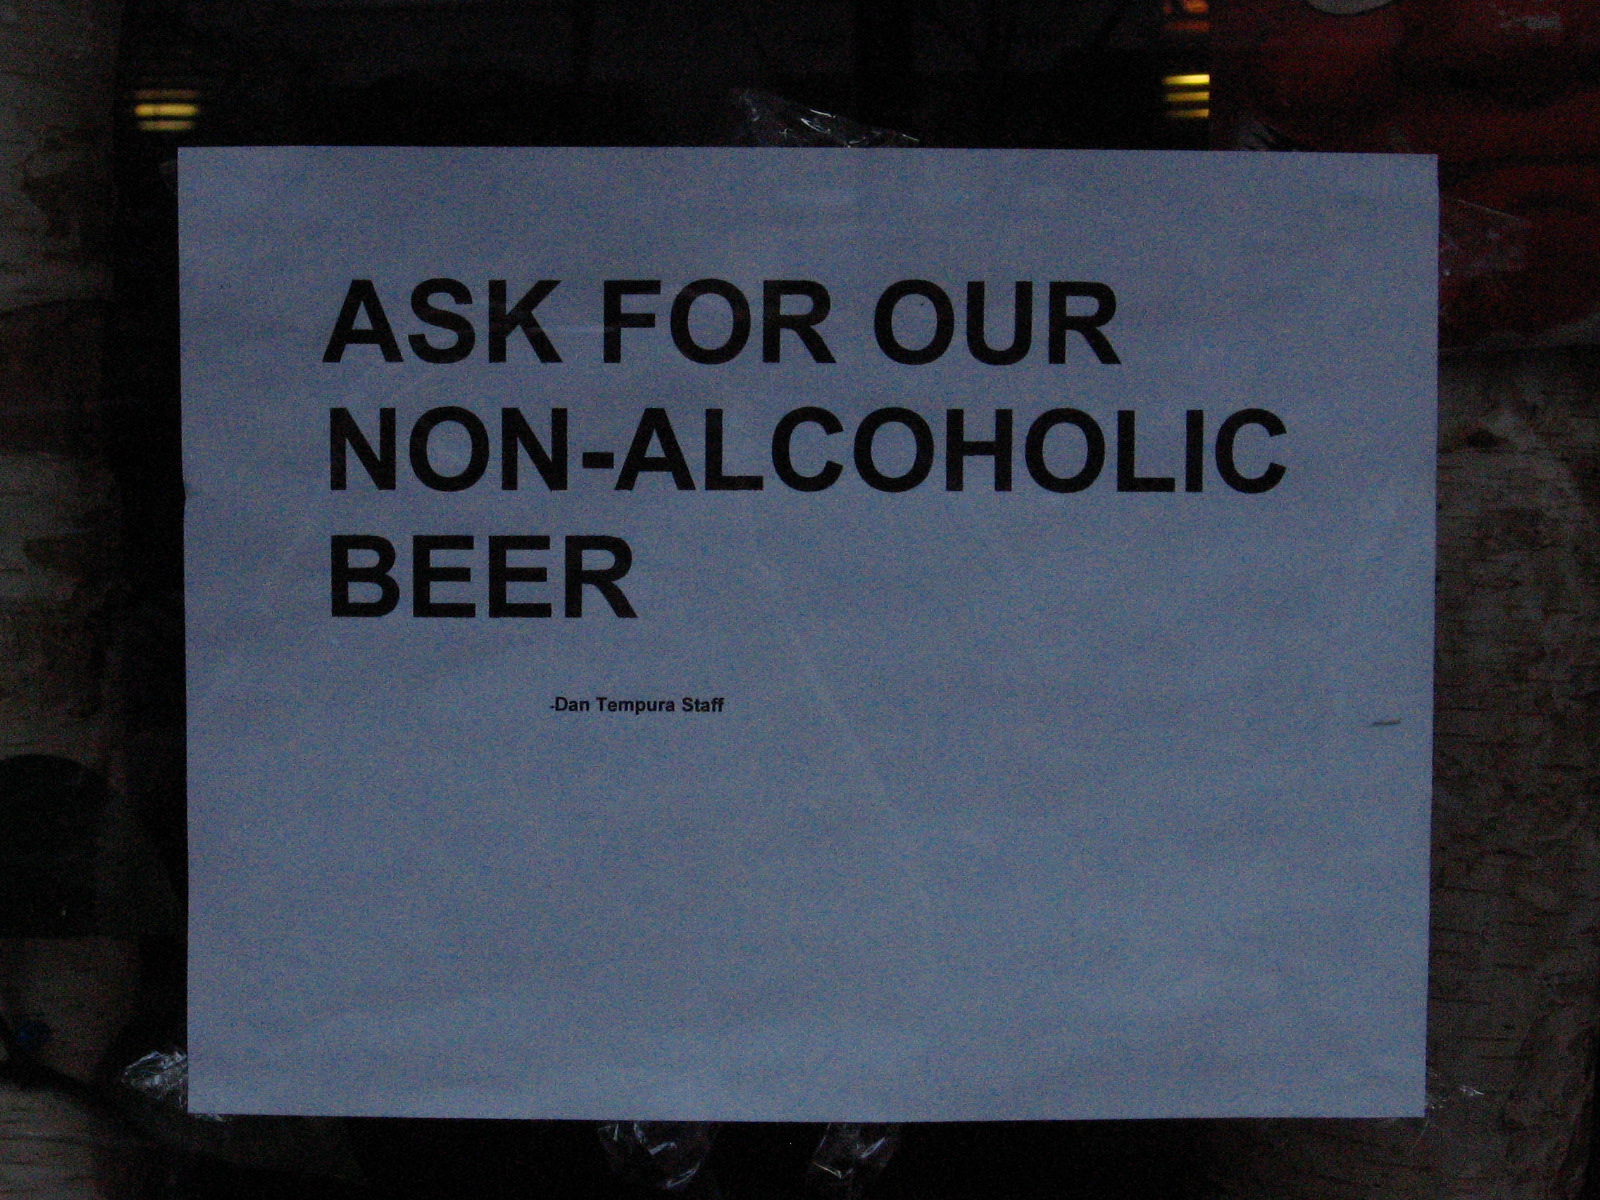 ASK FOR OUR
NON-ALCOHOLIC
BEER
-Dan Tempura Staff